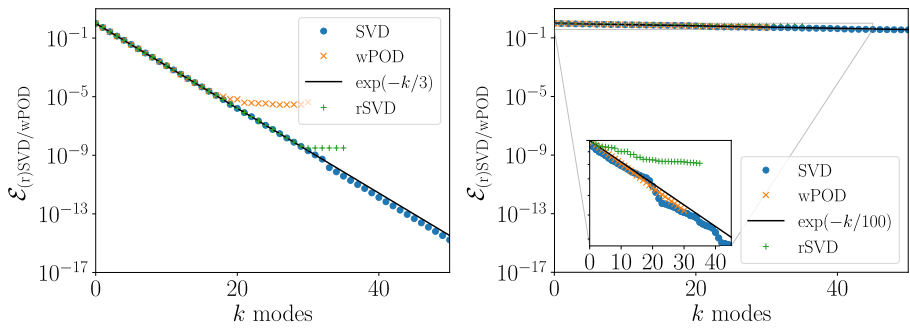 10⁻¹
10⁻⁵
10⁻⁹
10⁻¹³
10⁻¹⁷
ℰ(r)SVD/wPOD
0
20
40
k modes
SVD
wPOD
exp(−k/3)
rSVD
10⁻¹
10⁻⁵
10⁻⁹
10⁻¹³
10⁻¹⁷
ℰ(r)SVD/wPOD
0 10 20 30 40
0
20
40
k modes
SVD
wPOD
exp(−k/100)
rSVD